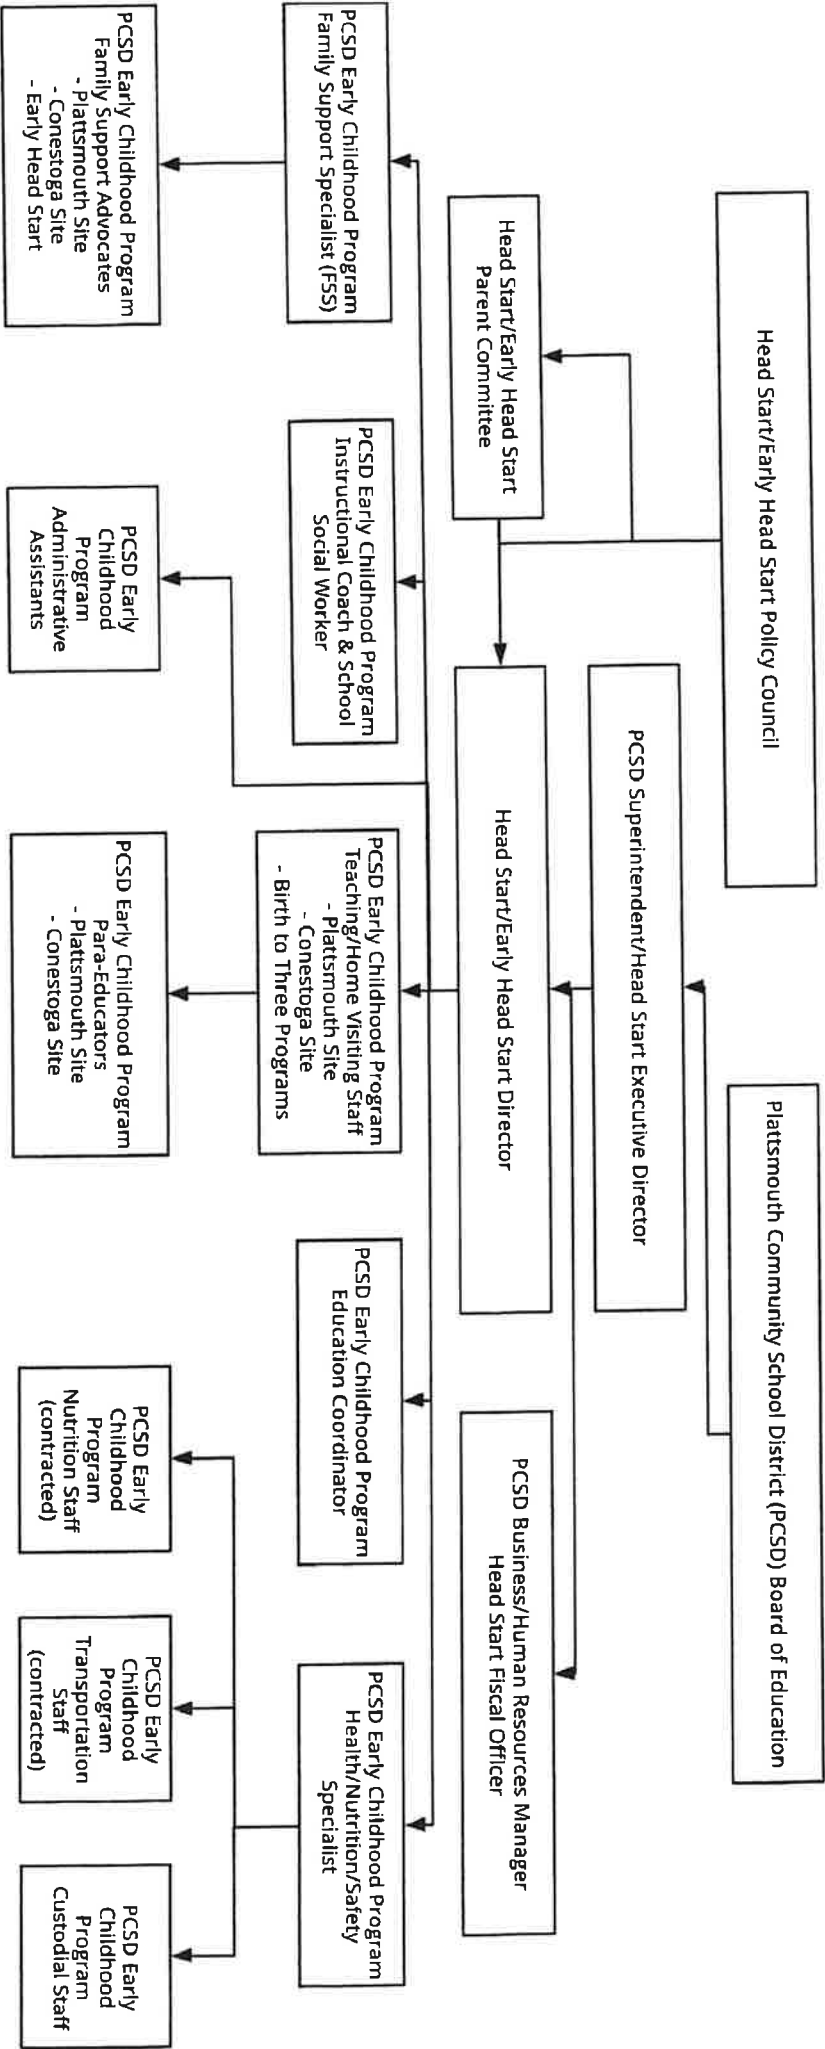 Head Start/Early Head Start Policy Council
Plattsmouth Community School District (PCSD) Board of Education
PCSD Superintendent/Head Start Executive Director
Head Start/Early Head Start
Parent Committee
Head Start/Early Head Start Director
PCSD Business/Human Resources Manager
Head Start Fiscal Officer
PCSD Early Childhood Program
Family Support Specialist (FSS)
PCSD Early Childhood Program
Instructional Coach & School
Social Worker
PCSD Early Childhood Program
Teaching/Home Visiting Staff
- Plattsmouth Site
- Conestoga Site
- Birth to Three Programs
PCSD Early Childhood Program
Education Coordinator
PCSD Early Childhood Program
Health/Nutrition/Safety
Specialist
PCSD Early Childhood Program
Family Support Advocates
- Plattsmouth Site
- Conestoga Site
- Early Head Start
PCSD Early
Childhood
Program
Administrative
Assistants
PCSD Early Childhood Program
Para-Educators
- Plattsmouth Site
- Conestoga Site
PCSD Early
Childhood
Program
Nutrition Staff
(contracted)
PCSD Early
Childhood
Program
Transportation
Staff
(contracted)
PCSD Early
Childhood
Program
Custodial Staff